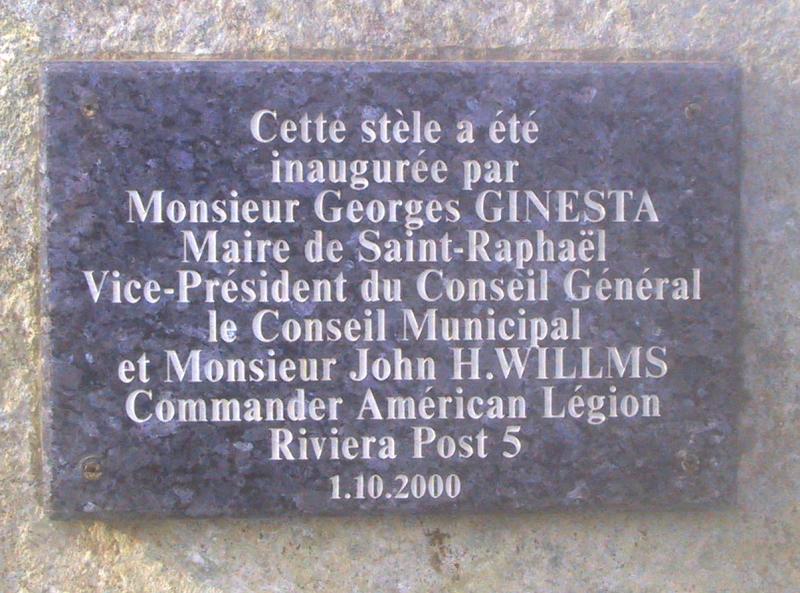 Cette stèle a été
inaugurée par
Monsieur Georges GINESTA
Maire de Saint-Raphaël
Vice-Président du Conseil Général
le Conseil Municipal
et Monsieur John H.WILLMS
Commander Américan Légion
Riviera Post 5
1.10.2000